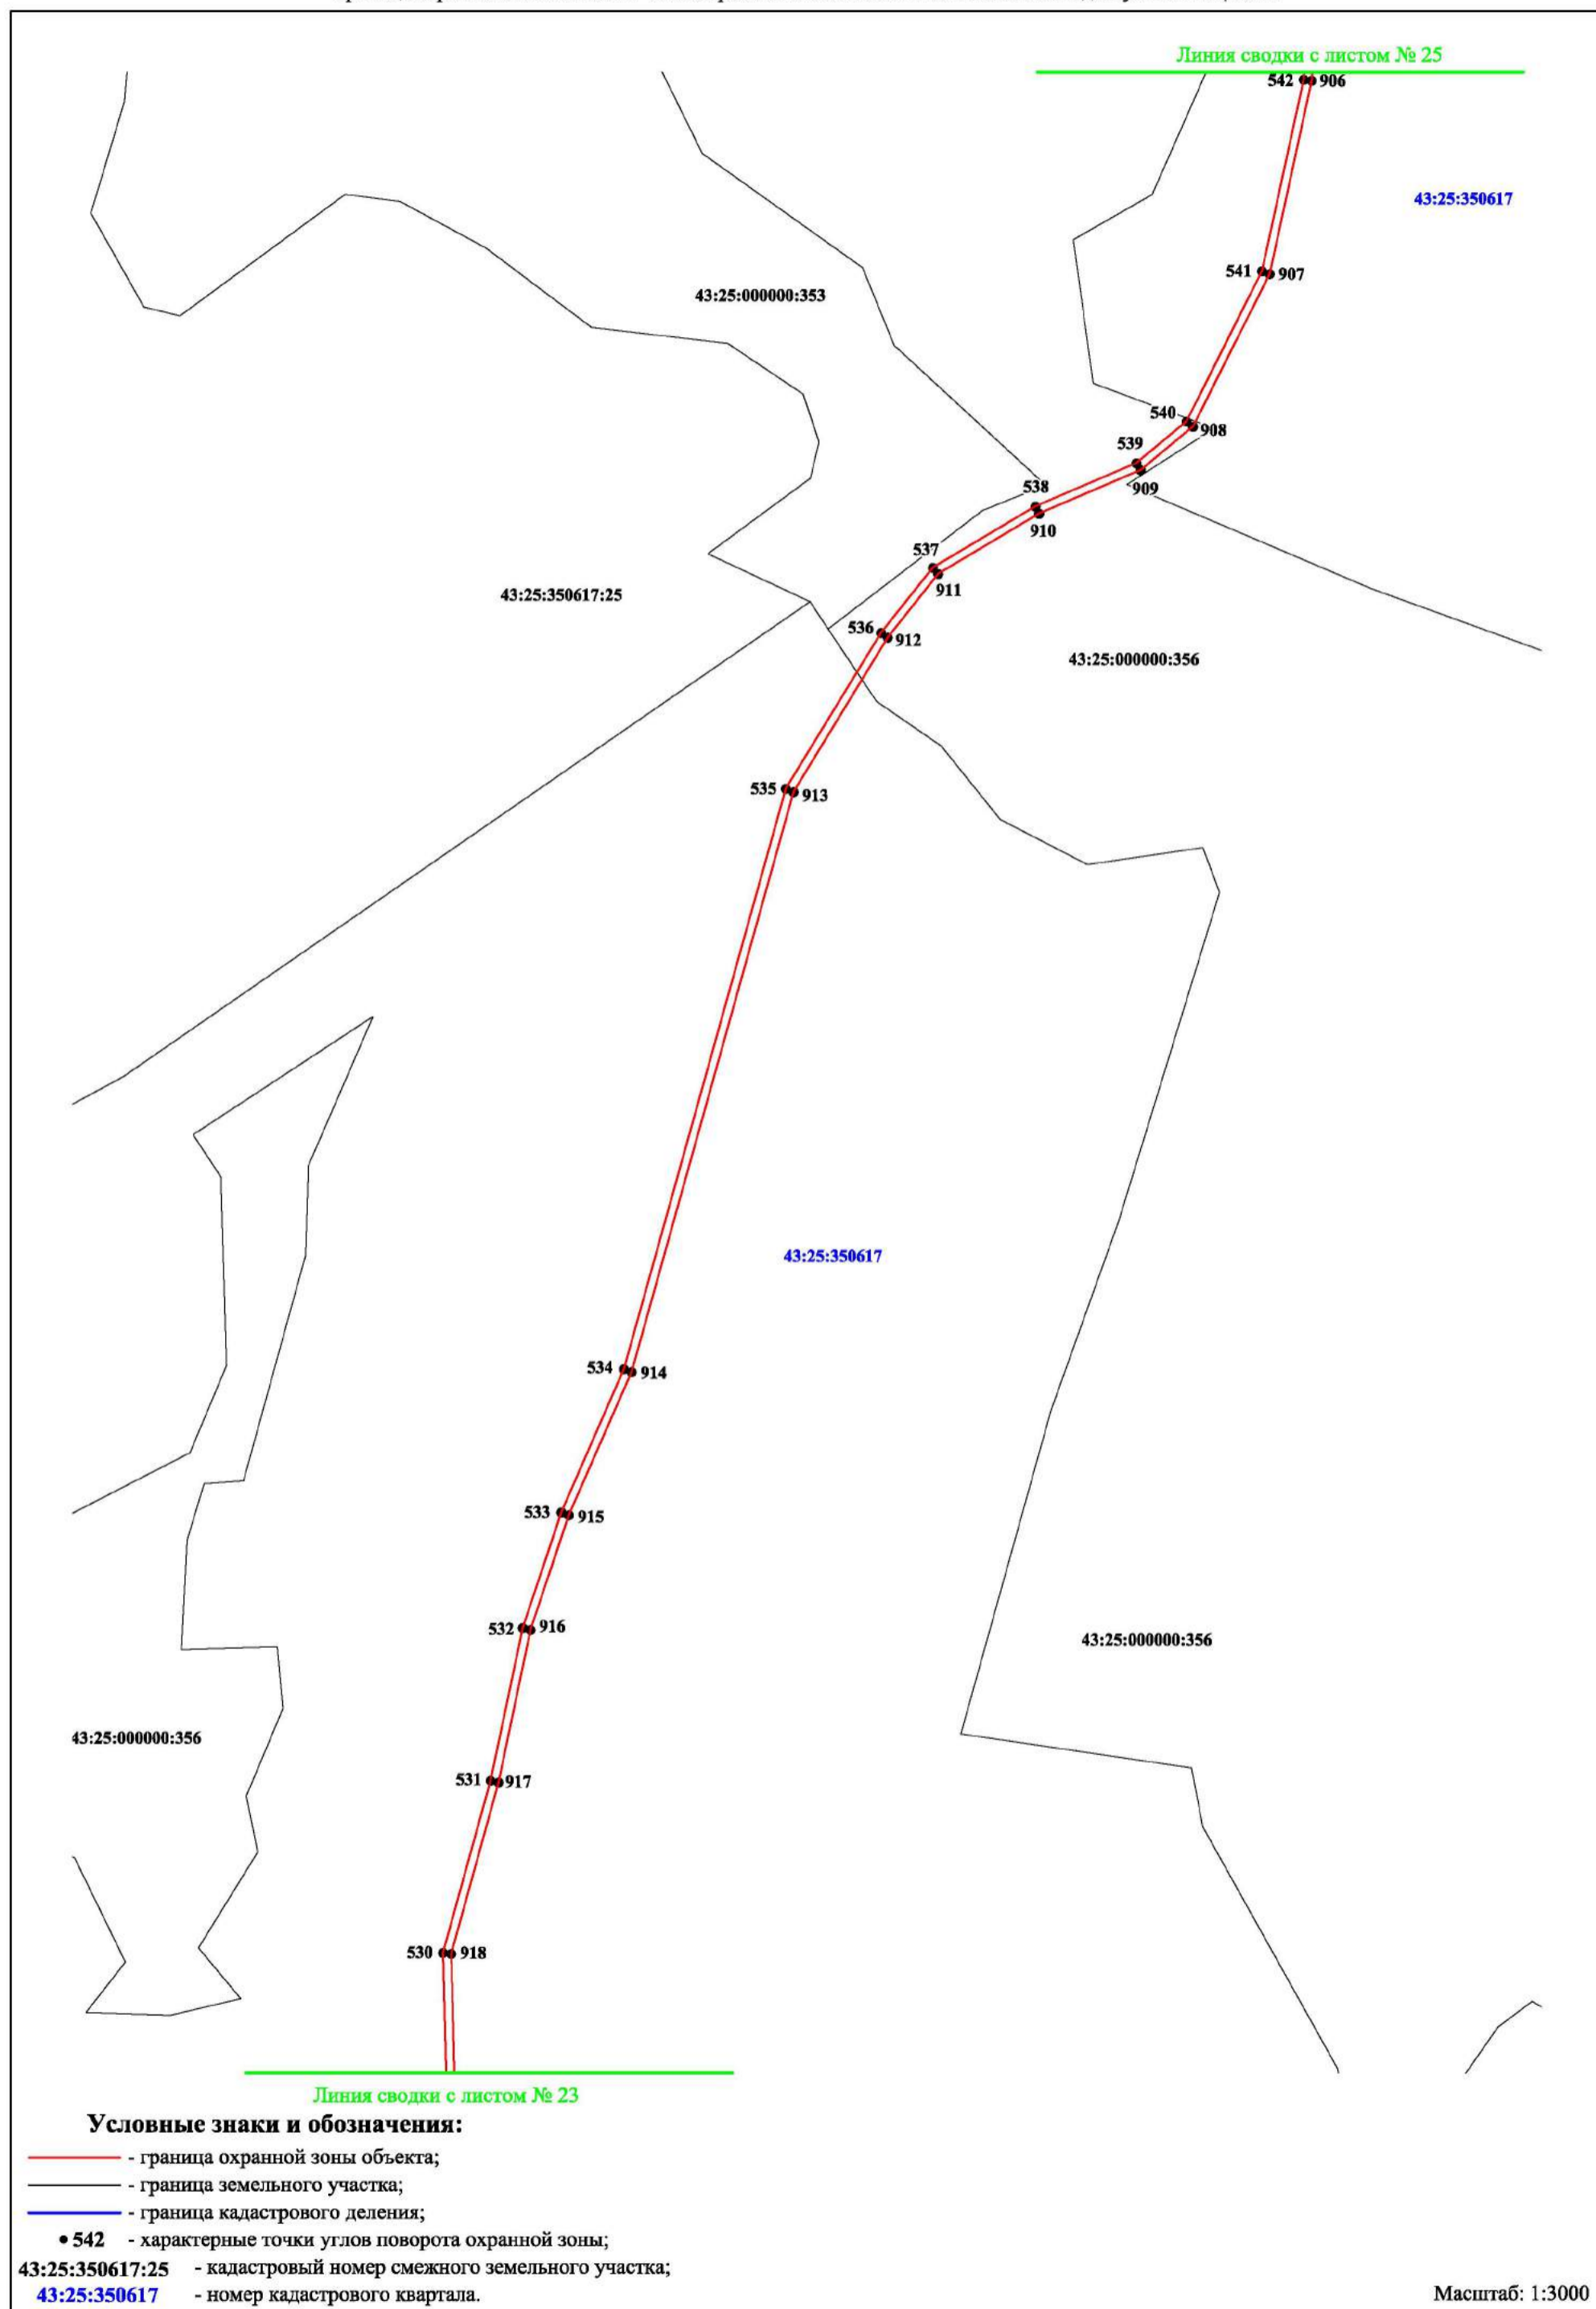 Линия сводки с листом № 25
542 906
43:25:350617
541 907
43:25:000000:353
540
908
539
538
909
910
537
911
43:25:350617:25
536
912
43:25:000000:356
535 913
43:25:350617
534 914
533 915
532 916
43:25:000000:356
43:25:000000:356
531 917
530 918
Линия сводки с листом № 23
Условные знаки и обозначения:
- граница охранной зоны объекта;
- граница земельного участка;
- граница кадастрового деления;
• 542 - характерные точки углов поворота охранной зоны;
43:25:350617:25 - кадастровый номер смежного земельного участка;
43:25:350617 - номер кадастрового квартала.
Масштаб: 1:3000